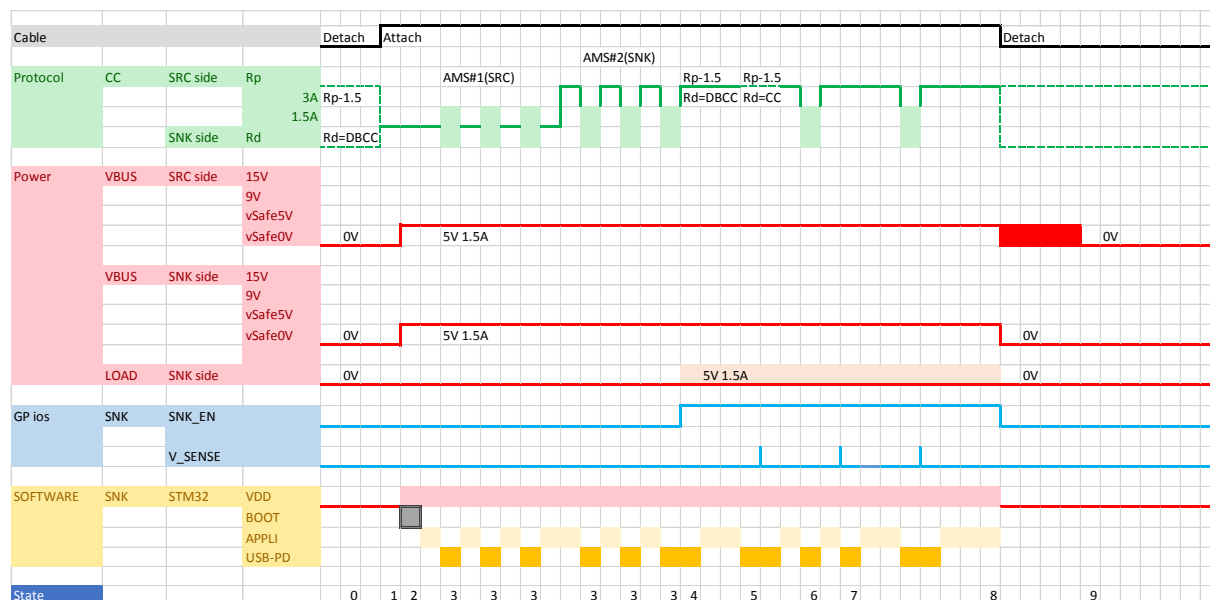 Cable Detach Attach Detach
AMS#2(SNK)
Protocol CC SRC side Rp AMS#1(SRC) Rp-1.5 Rp-1.5
3A Rp-1.5 Rd=DBCC Rd=CC
1.5A
SNK side Rd Rd=DBCC
Power VBUS SRC side 15V
9V
vSafe5V
vSafe0V 0V 5V 1.5A 0V
VBUS SNK side 15V
9V
vSafe5V
vSafe0V 0V 5V 1.5A 0V
LOAD SNK side 0V 5V 1.5A 0V
GP ios SNK SNK_EN
V_SENSE
SOFTWARE SNK STM32 VDD
BOOT
APPLI
USB-PD
State 0 1 2 3 3 3 3 3 3 4 5 6 7 8 9